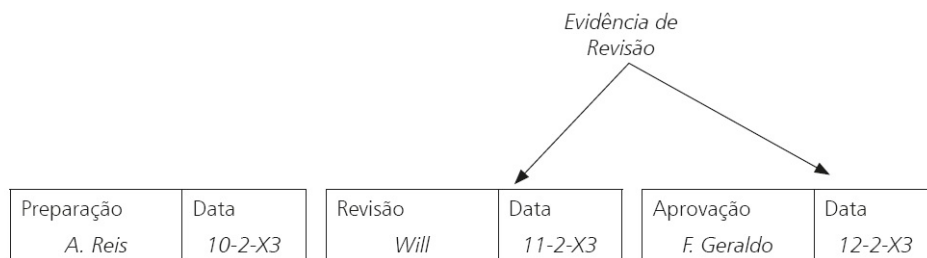 Evidência de
Revisão
Preparação
Data
A. Reis
10-2-X3
Revisão
Data
Will
11-2-X3
Aprovação
Data
F. Geraldo
12-2-X3